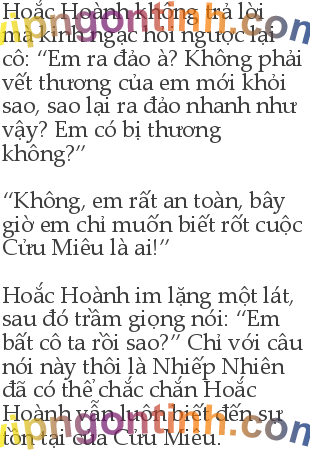 Hoắc Hoành không trả lời
mà kinh ngạc hỏi ngược lại
cô: “Em ra đảo à? Không phải
vết thương của em mới khỏi
sao, sao lại ra đảo nhanh như
vậy? Em có bị thương
không?”
“Không, em rất an toàn, bây
giờ em chỉ muốn biết rốt cuộc
Cửu Miêu là ai!”
Hoắc Hoành im lặng một lát,
sau đó trầm giọng nói: “Em
bất cô ta rồi sao?” Chỉ với câu
nói này thôi là Nhiếp Nhiên
đã có thể chắc chắn Hoắc
Hoành vẫn luôn biết đến sự
tồn tại của Cửu Miêu.
vipngontinh.com
vipngontinh.com